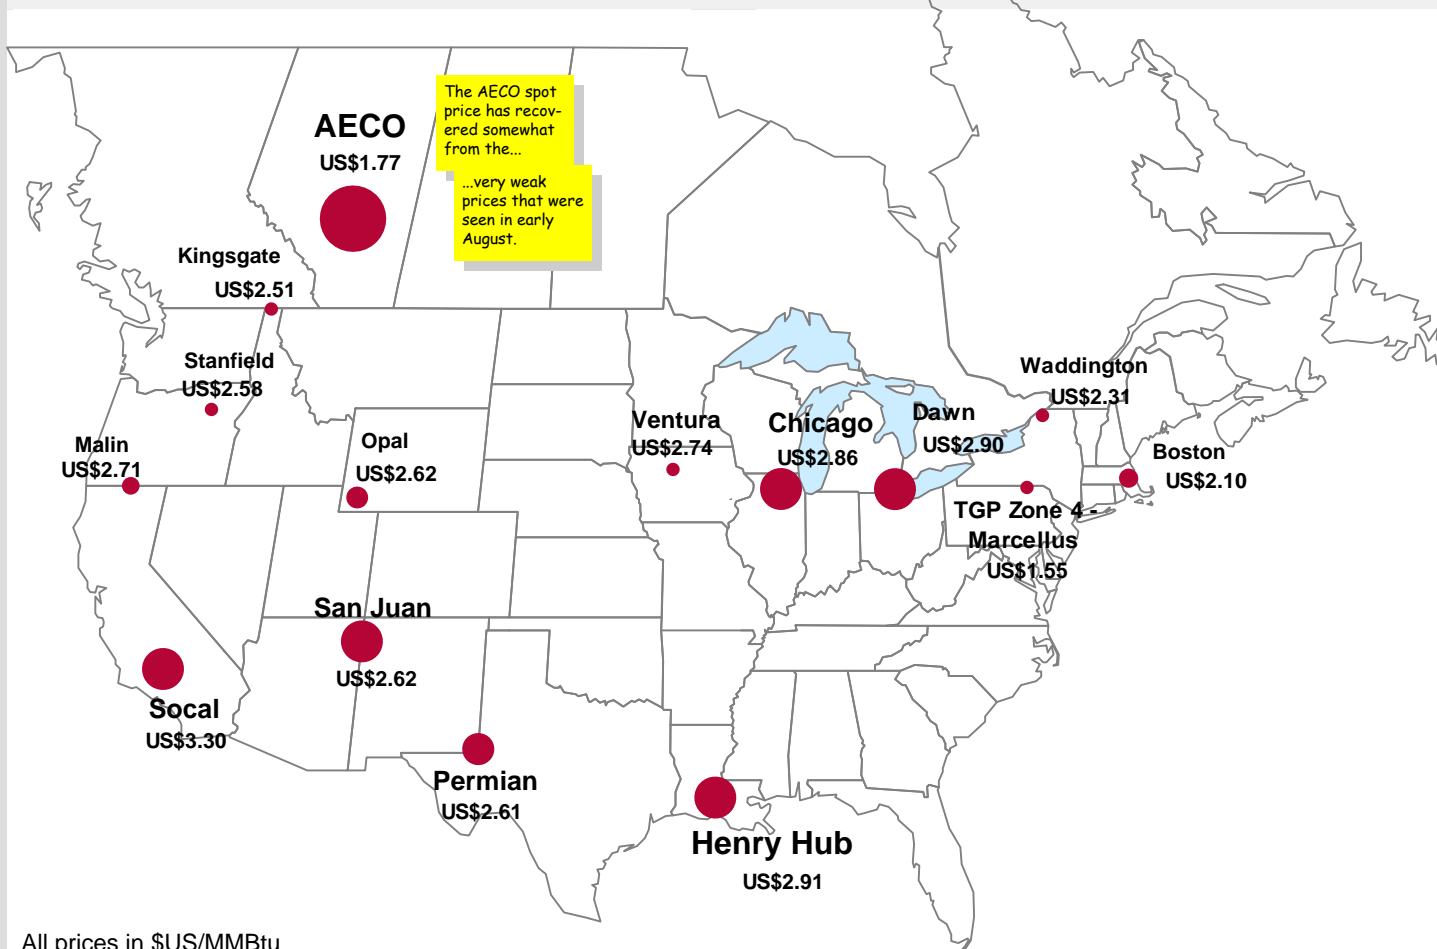 AECO
US$1.77
The AECO spot
price has recov-
ered somewhat
from the...
...very weak
prices that were
seen in early
August.
Kingsgate
US$2.51
Stanfield
US$2.58
Malin
US$2.71
Opal
US$2.62
Ventura
US$2.74
Chicago
US$2.86
Dawn
US$2.90
Waddington
US$2.31
Boston
US$2.10
TGP Zone 4 -
Marcellus
US$1.55
San Juan
US$2.62
Socal
US$3.30
Permian
US$2.61
Henry Hub
US$2.91
All prices in $US/MMBtu